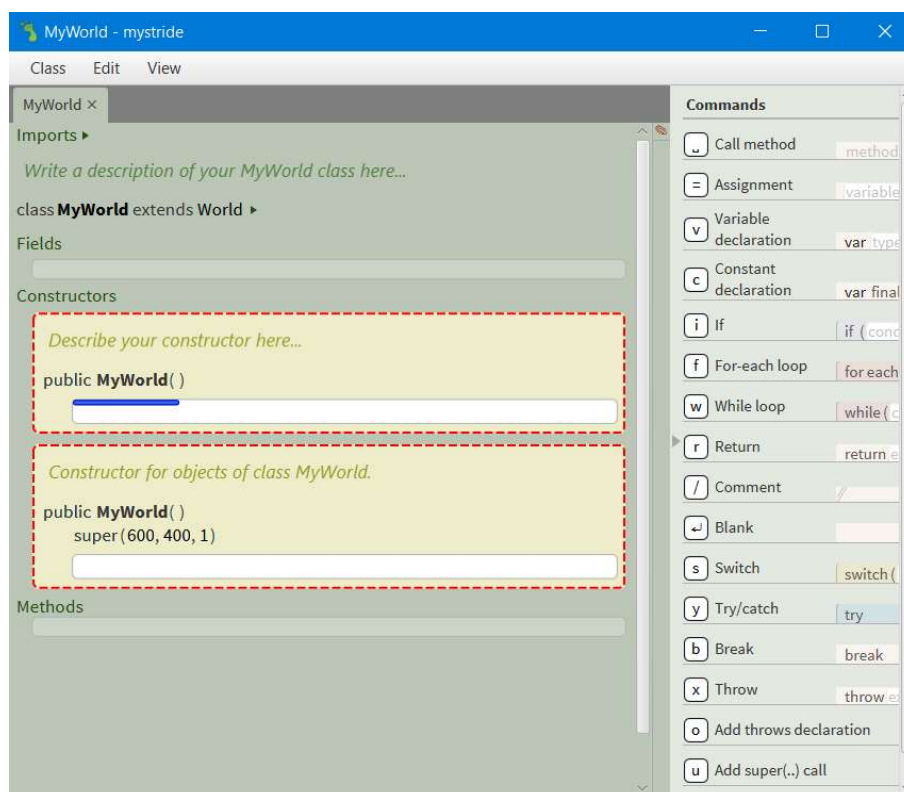 MyWorld - mystride
Class Edit View
MyWorld ×
Imports ▸
Write a description of your MyWorld class here...
class MyWorld extends World ▸
Fields
Constructors
Describe your constructor here...
public MyWorld( )
Constructor for objects of class MyWorld.
public MyWorld( )
super(600, 400, 1)
Methods
Commands
␣ Call method method
= Assignment variable
v Variable declaration var type
c Constant declaration var final
i If if ( cond
f For-each loop for each
w While loop while (
r Return return e
/ Comment //
↵ Blank
s Switch switch (
y Try/catch try
b Break break
x Throw throw
o Add throws declaration
u Add super(..) call